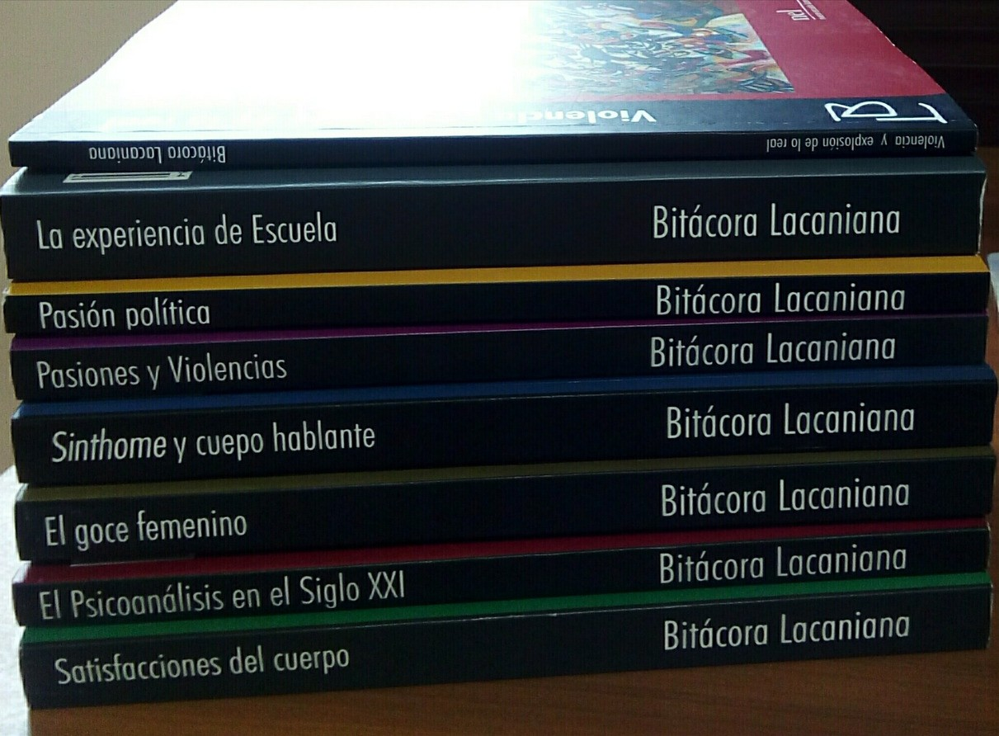 nel
Violenci
Violencia y explosión de lo real
Bitácora Lacaniana
La experiencia de Escuela
Bitácora Lacaniana
Pasión política
Bitácora Lacaniana
Pasiones y Violencias
Bitácora Lacaniana
Sinthome y cuepo hablante
Bitácora Lacaniana
El goce femenino
Bitácora Lacaniana
El Psicoanálisis en el Siglo XXI
Bitácora Lacaniana
Satisfacciones del cuerpo
Bitácora Lacaniana